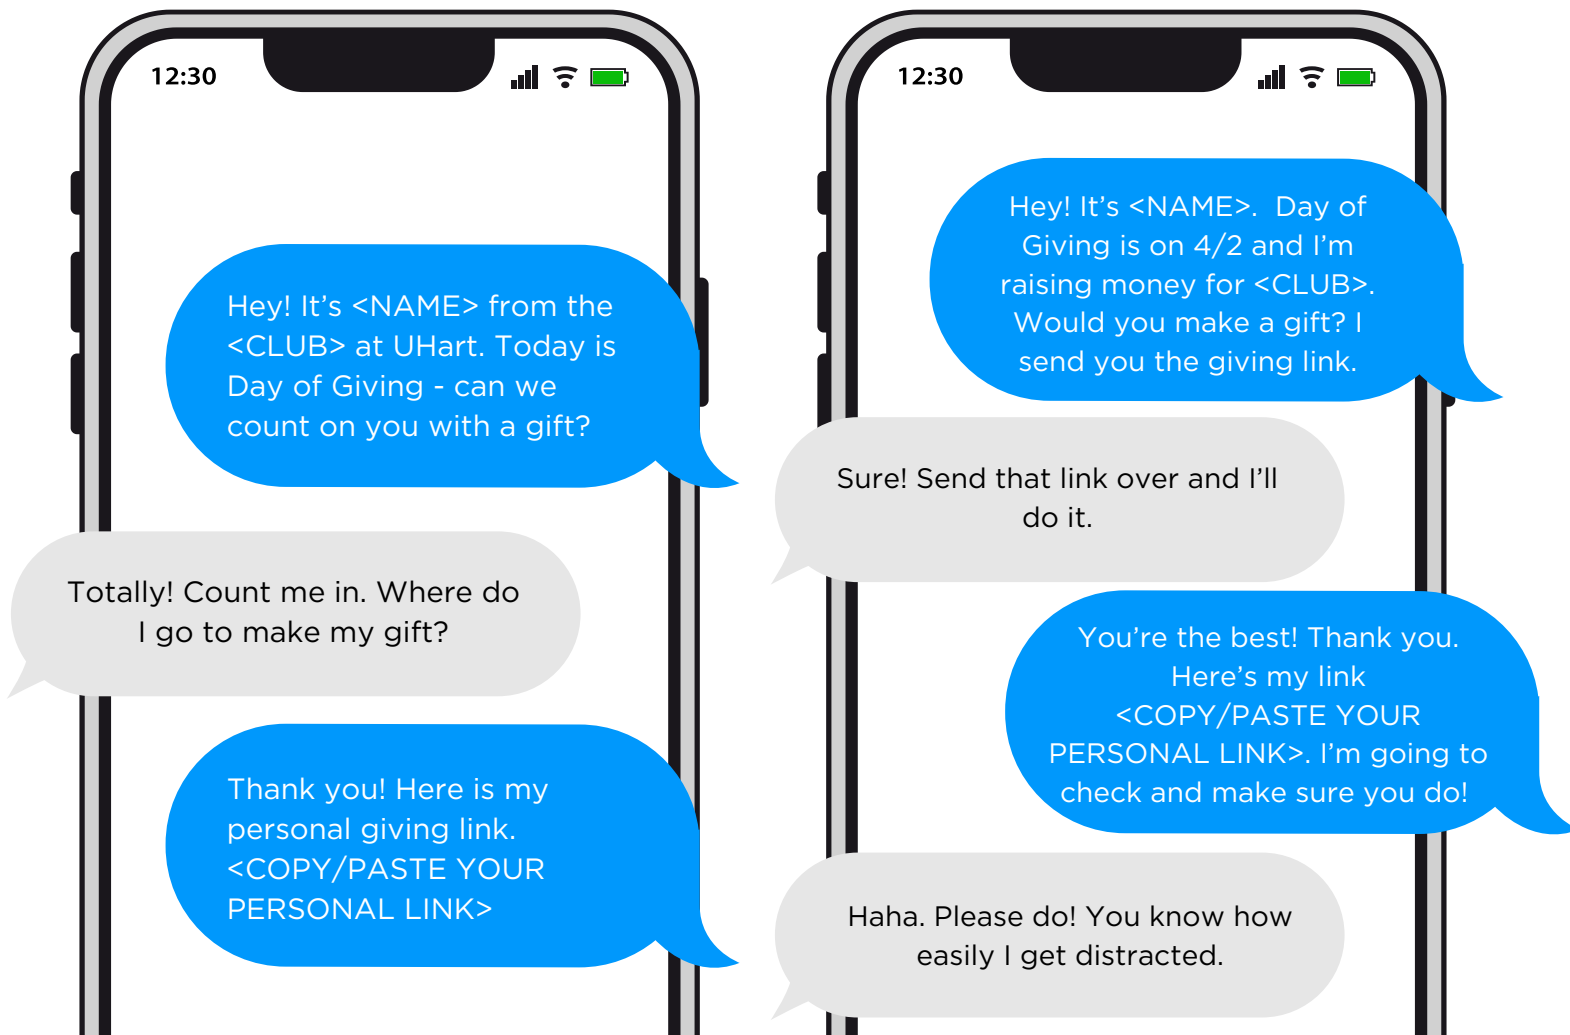 12:30
Hey! It's <NAME> from the
<CLUB> at UHart. Today is
Day of Giving - can we
count on you with a gift?
Totally! Count me in. Where do
I go to make my gift?
Thank you! Here is my
personal giving link.
<COPY/PASTE YOUR
PERSONAL LINK>
12:30
Hey! It's <NAME>.  Day of
Giving is on 4/2 and I'm
raising money for <CLUB>.
Would you make a gift? I
send you the giving link.
Sure! Send that link over and I'll
do it.
You're the best! Thank you.
Here's my link
<COPY/PASTE YOUR
PERSONAL LINK>. I'm going to
check and make sure you do!
Haha. Please do! You know how
easily I get distracted.